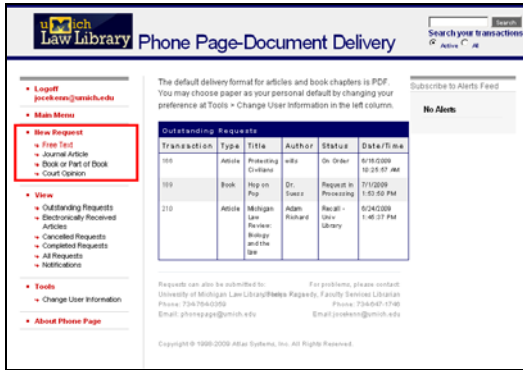 uMich
Law Library
Phone Page-Document Delivery
Search
Search your transactions
Active All
Logoff
jocekenn@umich.edu
Main Menu
New Request
Free Text
Journal Article
Book or Part of Book
Court Opinion
View
Outstanding Requests
Electronically Received
Articles
Cancelled Requests
Completed Requests
All Requests
Notifications
Tools
Change User Information
About Phone Page
The default delivery format for articles and book chapters is PDF.
You may choose paper as your personal default by changing your
preference at Tools > Change User Information in the left column.
Outstanding Requests
Transaction Type Title Author Status Date/Time
Article Protecting Civilians wills On Order 6/15/2009 10:25:57 AM
189 Book Hop on Pop Dr. Suess Request in Processing 7/1/2009 1:53:50 PM
210 Article Michigan Law Review: Biology and the law Adam Richard Recall - Univ Library 6/24/2009 1:46:37 PM
Requests can also be submitted to:
University of Michigan Law Library
Phone: 734-764-0359
Email: phonepage@umich.edu
For problems, please contact:
Faculty Services Librarian
Phone: 734-647-1746
Email: jocekenn@umich.edu
Copyright © 1998-2009 Atlas Systems, Inc. All Rights Reserved.
Subscribe to Alerts Feed
No Alerts